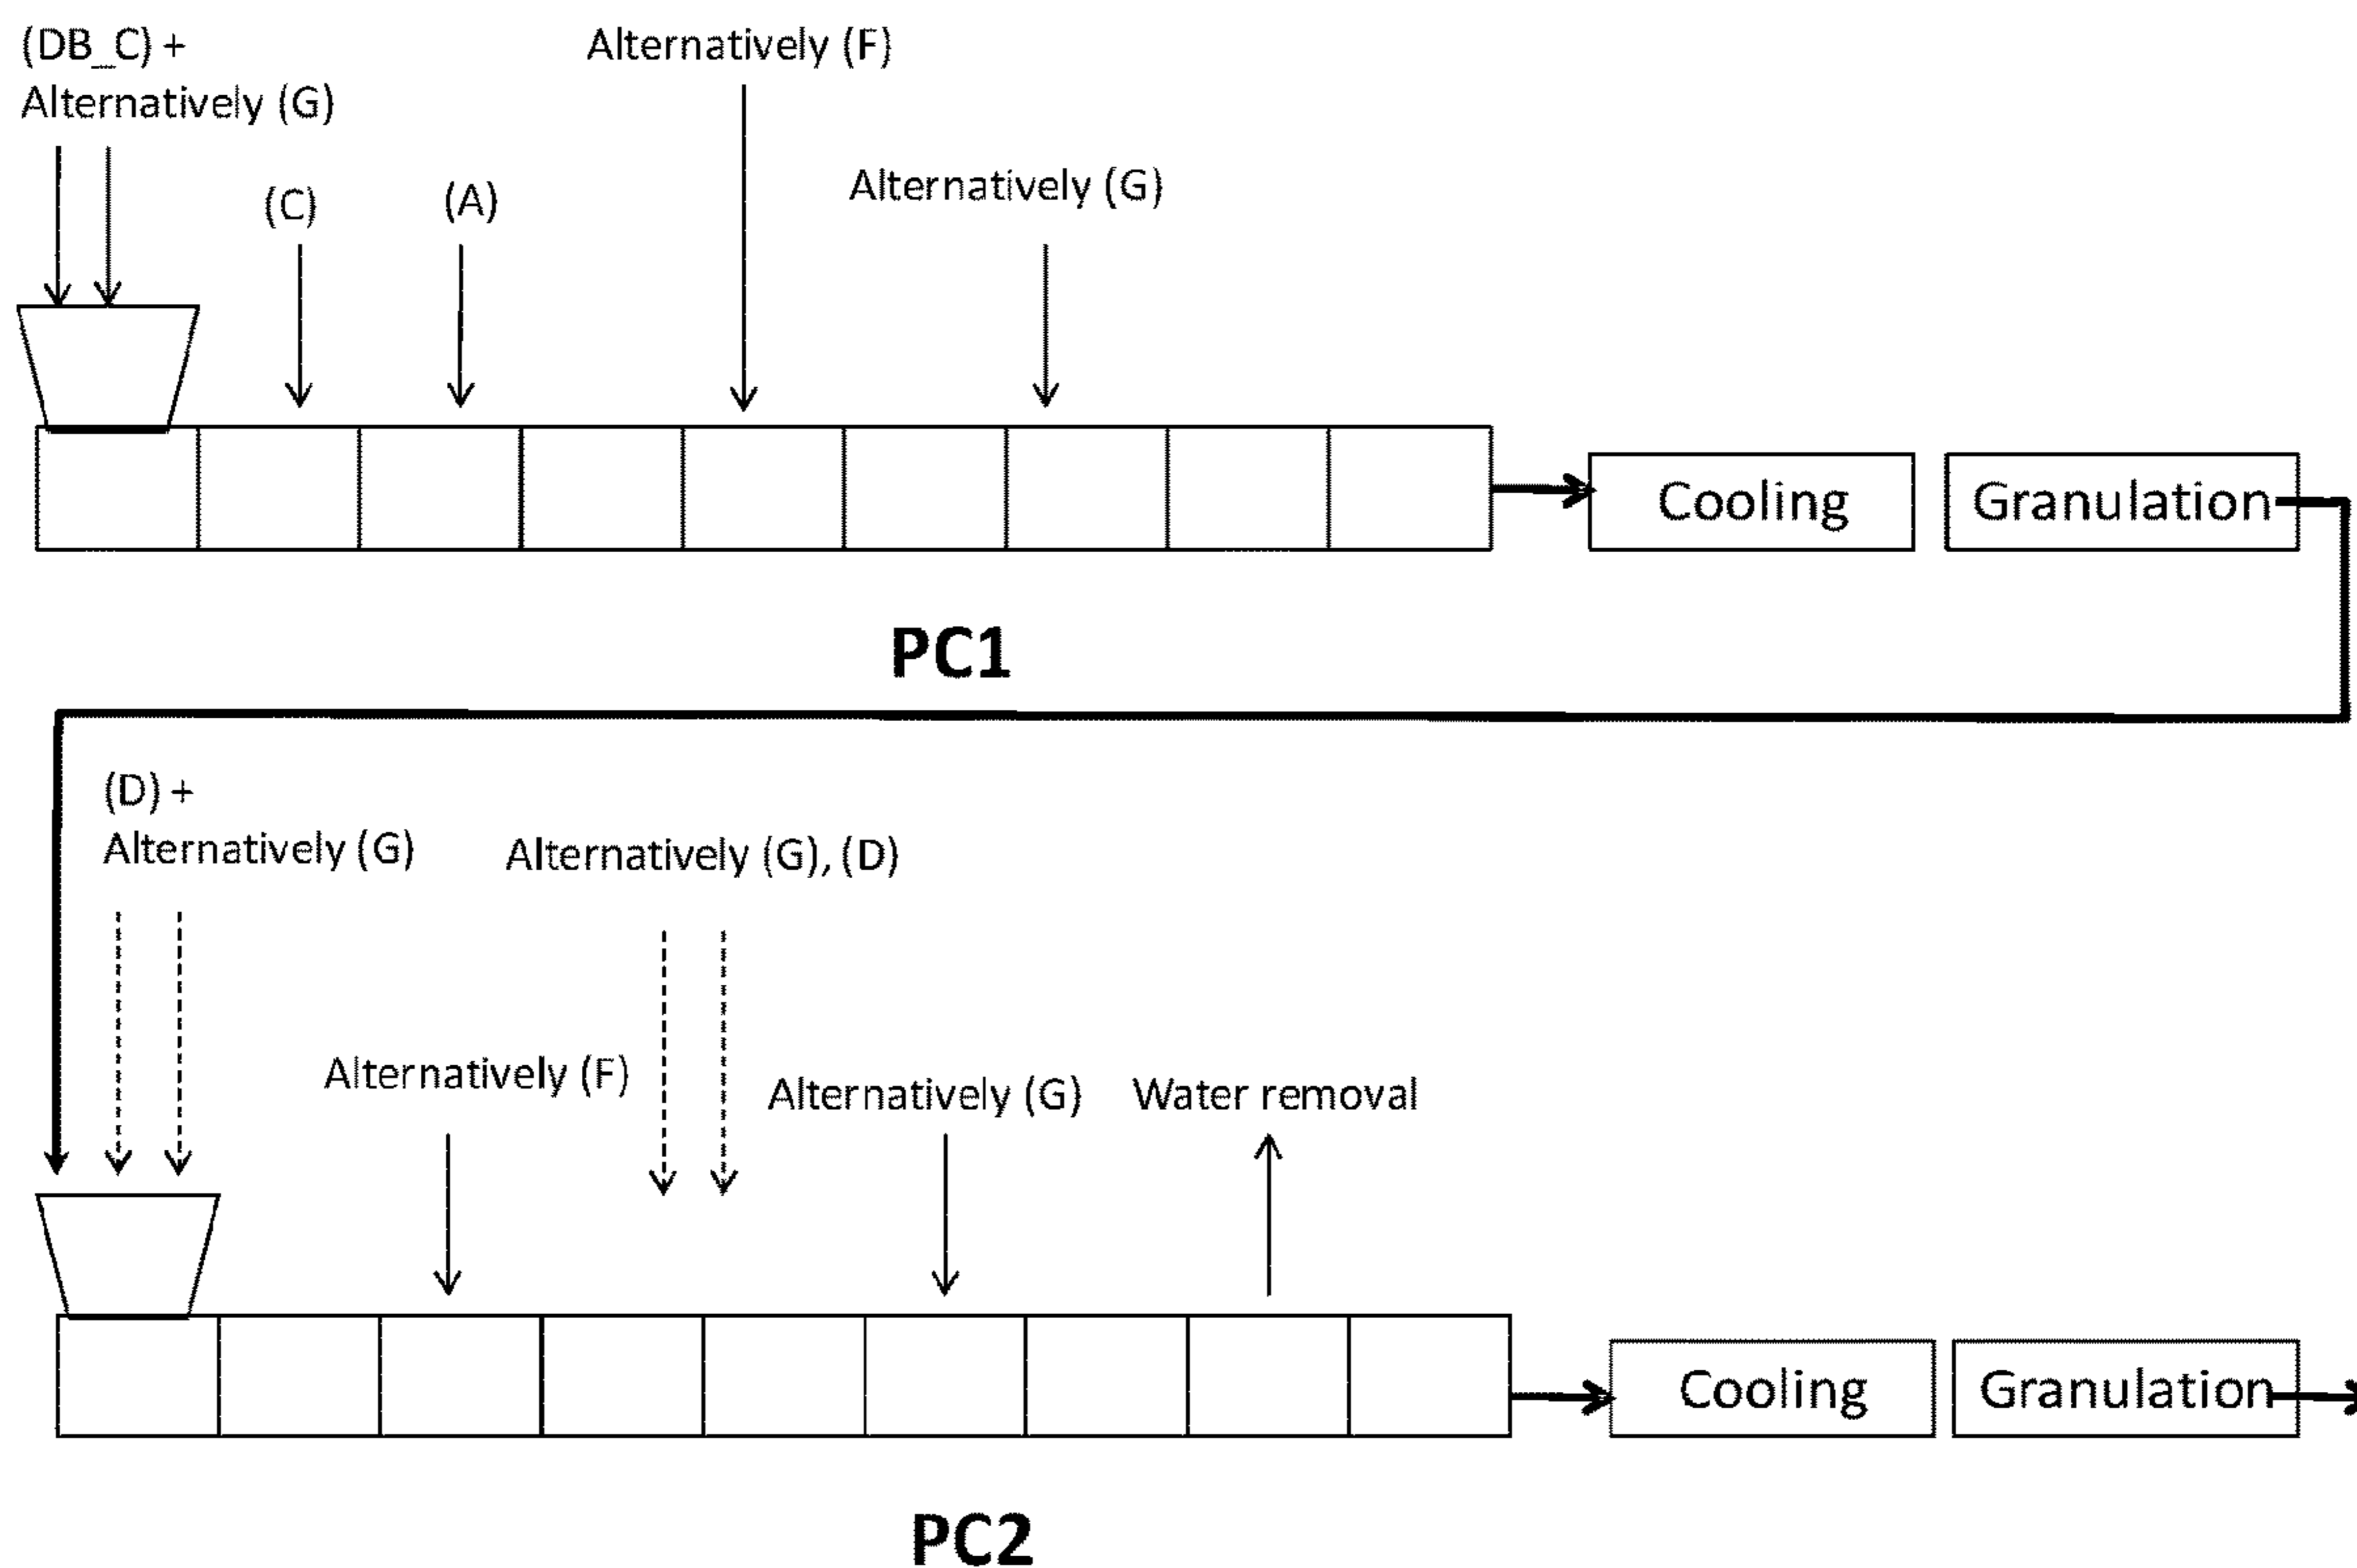 (DB_C) +
Alternatively (G)
(C)
(A)
Alternatively (F)
Alternatively (G)
Cooling
Granulation
PC1
(D) +
Alternatively (G)
Alternatively (G), (D)
Alternatively (F)
Alternatively (G)
Water removal
Cooling
Granulation
PC2